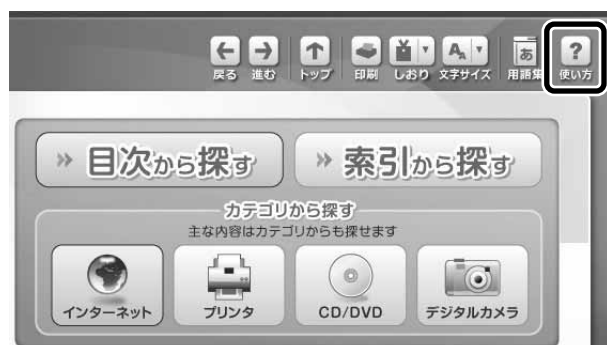 戻る 進む トップ 印刷 しおり 文字サイズ 用語集 使い方
目次から探す 索引から探す
カテゴリから探す
主な内容はカテゴリからも探せます
インターネット プリンタ CD/DVD デジタルカメラ